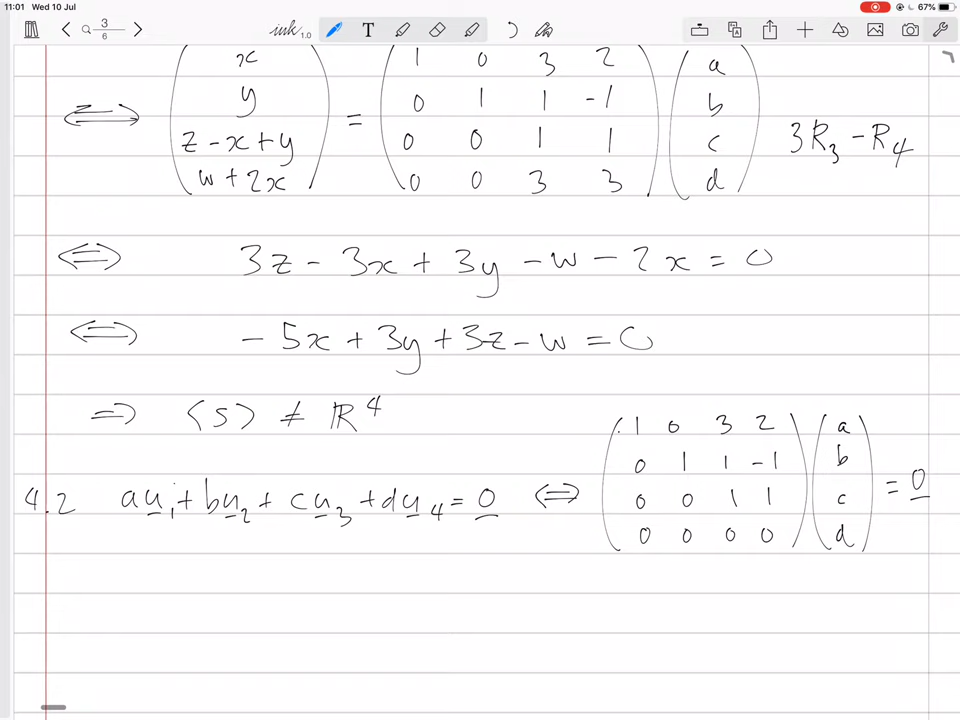 11:01 Wed 10 Jul 67%
3
6
ink 1.0 T
⟺ (x y z-x+y w+2x) = (1 0 3 2
0 1 1 -1
0 0 1 1
0 0 3 3) (a b c d) 3R₃ - R₄
⟺ 3z - 3x + 3y - w - 2x = 0
⟺ -5x + 3y + 3z - w = 0
⇒ ⟨S⟩ ≠ ℝ⁴
4.2 au₁ + bu₂ + cu₃ + du₄ = 0 ⟺ (1 0 3 2
0 1 1 -1
0 0 1 1
0 0 0 0) (a b c d) = 0